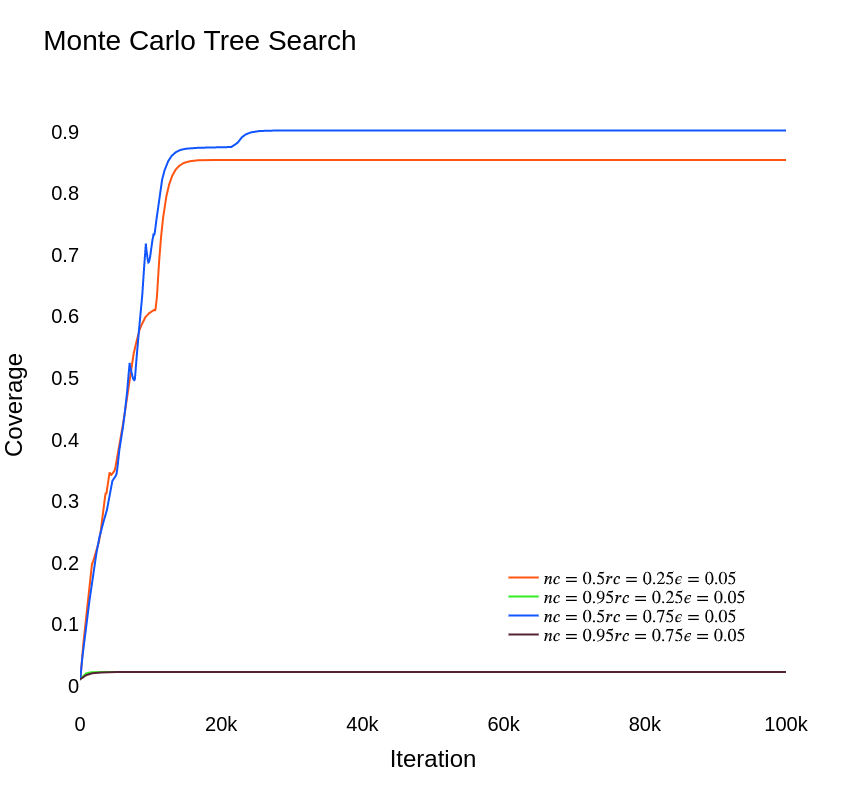 Monte Carlo Tree Search
0.9
0.8
0.7
0.6
0.5
0.4
0.3
0.2
0.1
0
Coverage
nc = 0.5rc = 0.25ϵ = 0.05
nc = 0.95rc = 0.25ϵ = 0.05
nc = 0.5rc = 0.75ϵ = 0.05
nc = 0.95rc = 0.75ϵ = 0.05
0 20k 40k 60k 80k 100k
Iteration